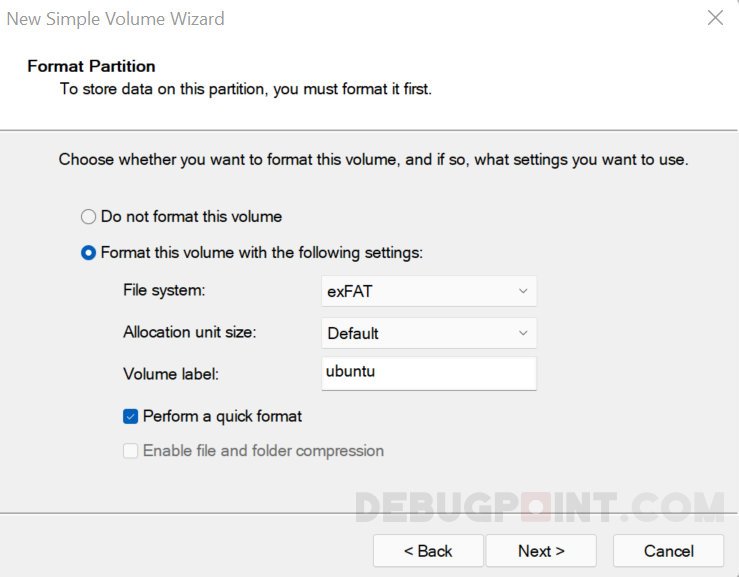 New Simple Volume Wizard
Format Partition
To store data on this partition, you must format it first.
Choose whether you want to format this volume, and if so, what settings you want to use.
Do not format this volume
Format this volume with the following settings:
File system:
exFAT
Allocation unit size:
Default
Volume label:
ubuntu
Perform a quick format
Enable file and folder compression
DEBUGPOINT.COM
< Back
Next >
Cancel